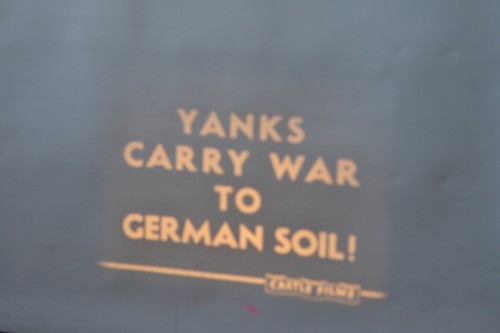 YANKS
CARRY WAR
TO
GERMAN SOIL!
CASTLE FILMS